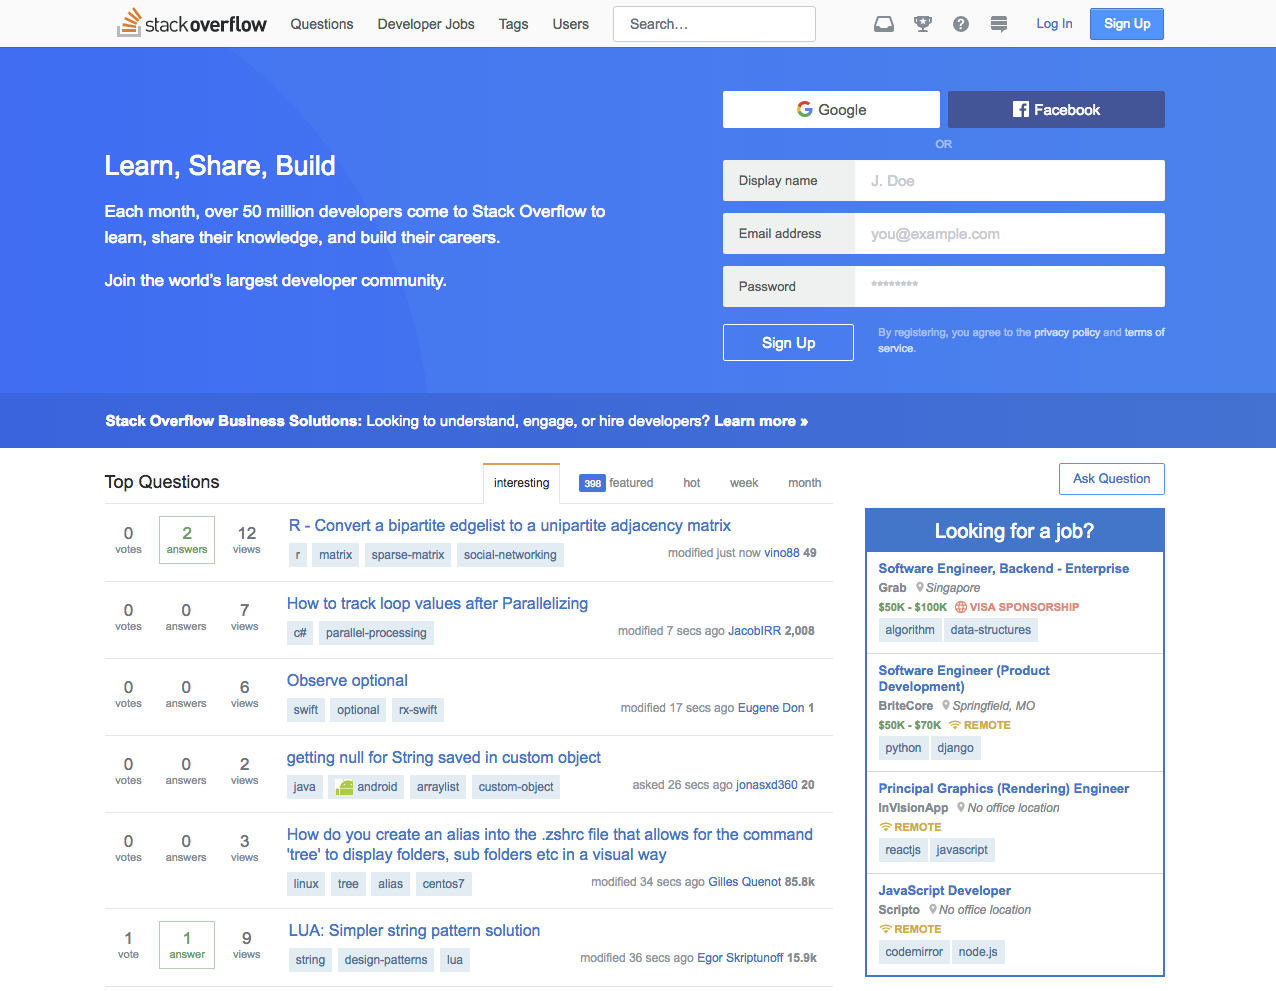 stackoverflow Questions Developer Jobs Tags Users Search... Log In Sign Up
Google Facebook
OR
Learn, Share, Build
Each month, over 50 million developers come to Stack Overflow to
learn, share their knowledge, and build their careers.
Join the world's largest developer community.
Display name J. Doe
Email address you@example.com
Password ********
Sign Up
By registering, you agree to the privacy policy and terms of
service.
Stack Overflow Business Solutions: Looking to understand, engage, or hire developers? Learn more »
Top Questions interesting 398 featured hot week month
0 votes 2 answers 12 views
R - Convert a bipartite edgelist to a unipartite adjacency matrix
r matrix sparse-matrix social-networking
modified just now vino88 49
0 votes 0 answers 7 views
How to track loop values after Parallelizing
c# parallel-processing
modified 7 secs ago JacobIRR 2,008
0 votes 0 answers 6 views
Observe optional
swift optional rx-swift
modified 17 secs ago Eugene Don 1
0 votes 0 answers 2 views
getting null for String saved in custom object
java android arraylist custom-object
asked 26 secs ago jonasxd360 20
0 votes 0 answers 3 views
How do you create an alias into the .zshrc file that allows for the command
'tree' to display folders, sub folders etc in a visual way
linux tree alias centos7
modified 34 secs ago Gilles Quenot 85.8k
1 vote 1 answer 9 views
LUA: Simpler string pattern solution
string design-patterns lua
modified 36 secs ago Egor Skriptunoff 15.9k
Ask Question
Looking for a job?
Software Engineer, Backend - Enterprise
Grab Singapore
$50K - $100K VISA SPONSORSHIP
algorithm data-structures
Software Engineer (Product
Development)
BriteCore Springfield, MO
$50K - $70K REMOTE
python django
Principal Graphics (Rendering) Engineer
InVisionApp No office location
REMOTE
reactjs javascript
JavaScript Developer
Scripto No office location
REMOTE
codemirror node.js